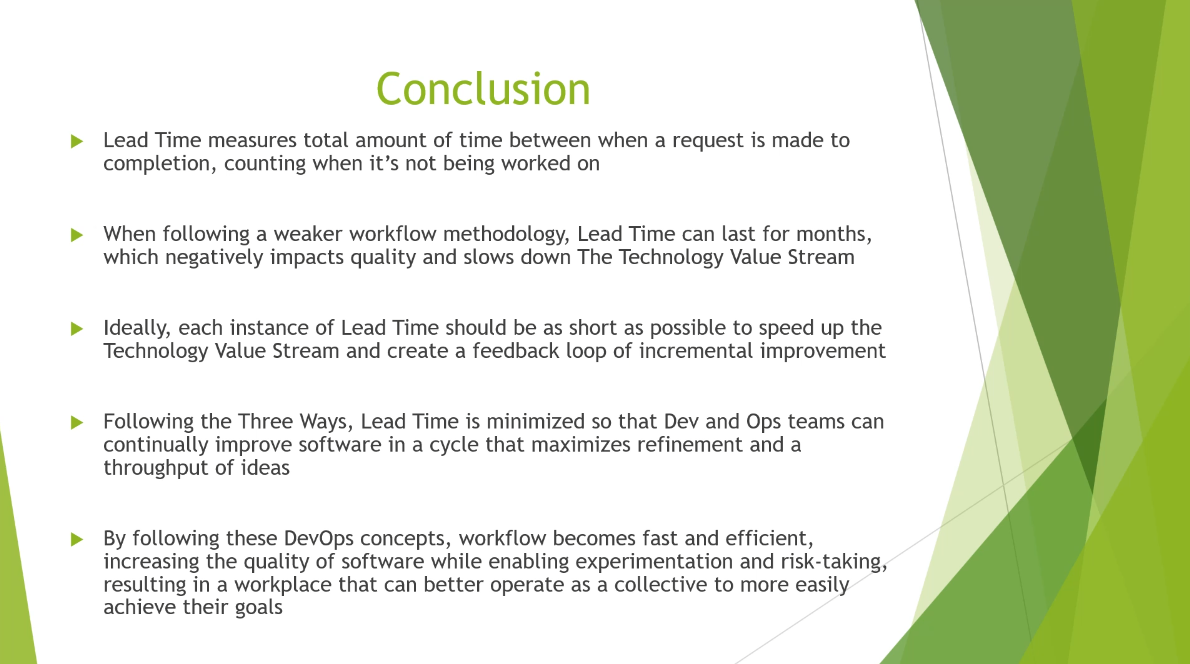 Conclusion
Lead Time measures total amount of time between when a request is made to
completion, counting when it’s not being worked on
When following a weaker workflow methodology, Lead Time can last for months,
which negatively impacts quality and slows down The Technology Value Stream
Ideally, each instance of Lead Time should be as short as possible to speed up the
Technology Value Stream and create a feedback loop of incremental improvement
Following the Three Ways, Lead Time is minimized so that Dev and Ops teams can
continually improve software in a cycle that maximizes refinement and a
throughput of ideas
By following these DevOps concepts, workflow becomes fast and efficient,
increasing the quality of software while enabling experimentation and risk-taking,
resulting in a workplace that can better operate as a collective to more easily
achieve their goals